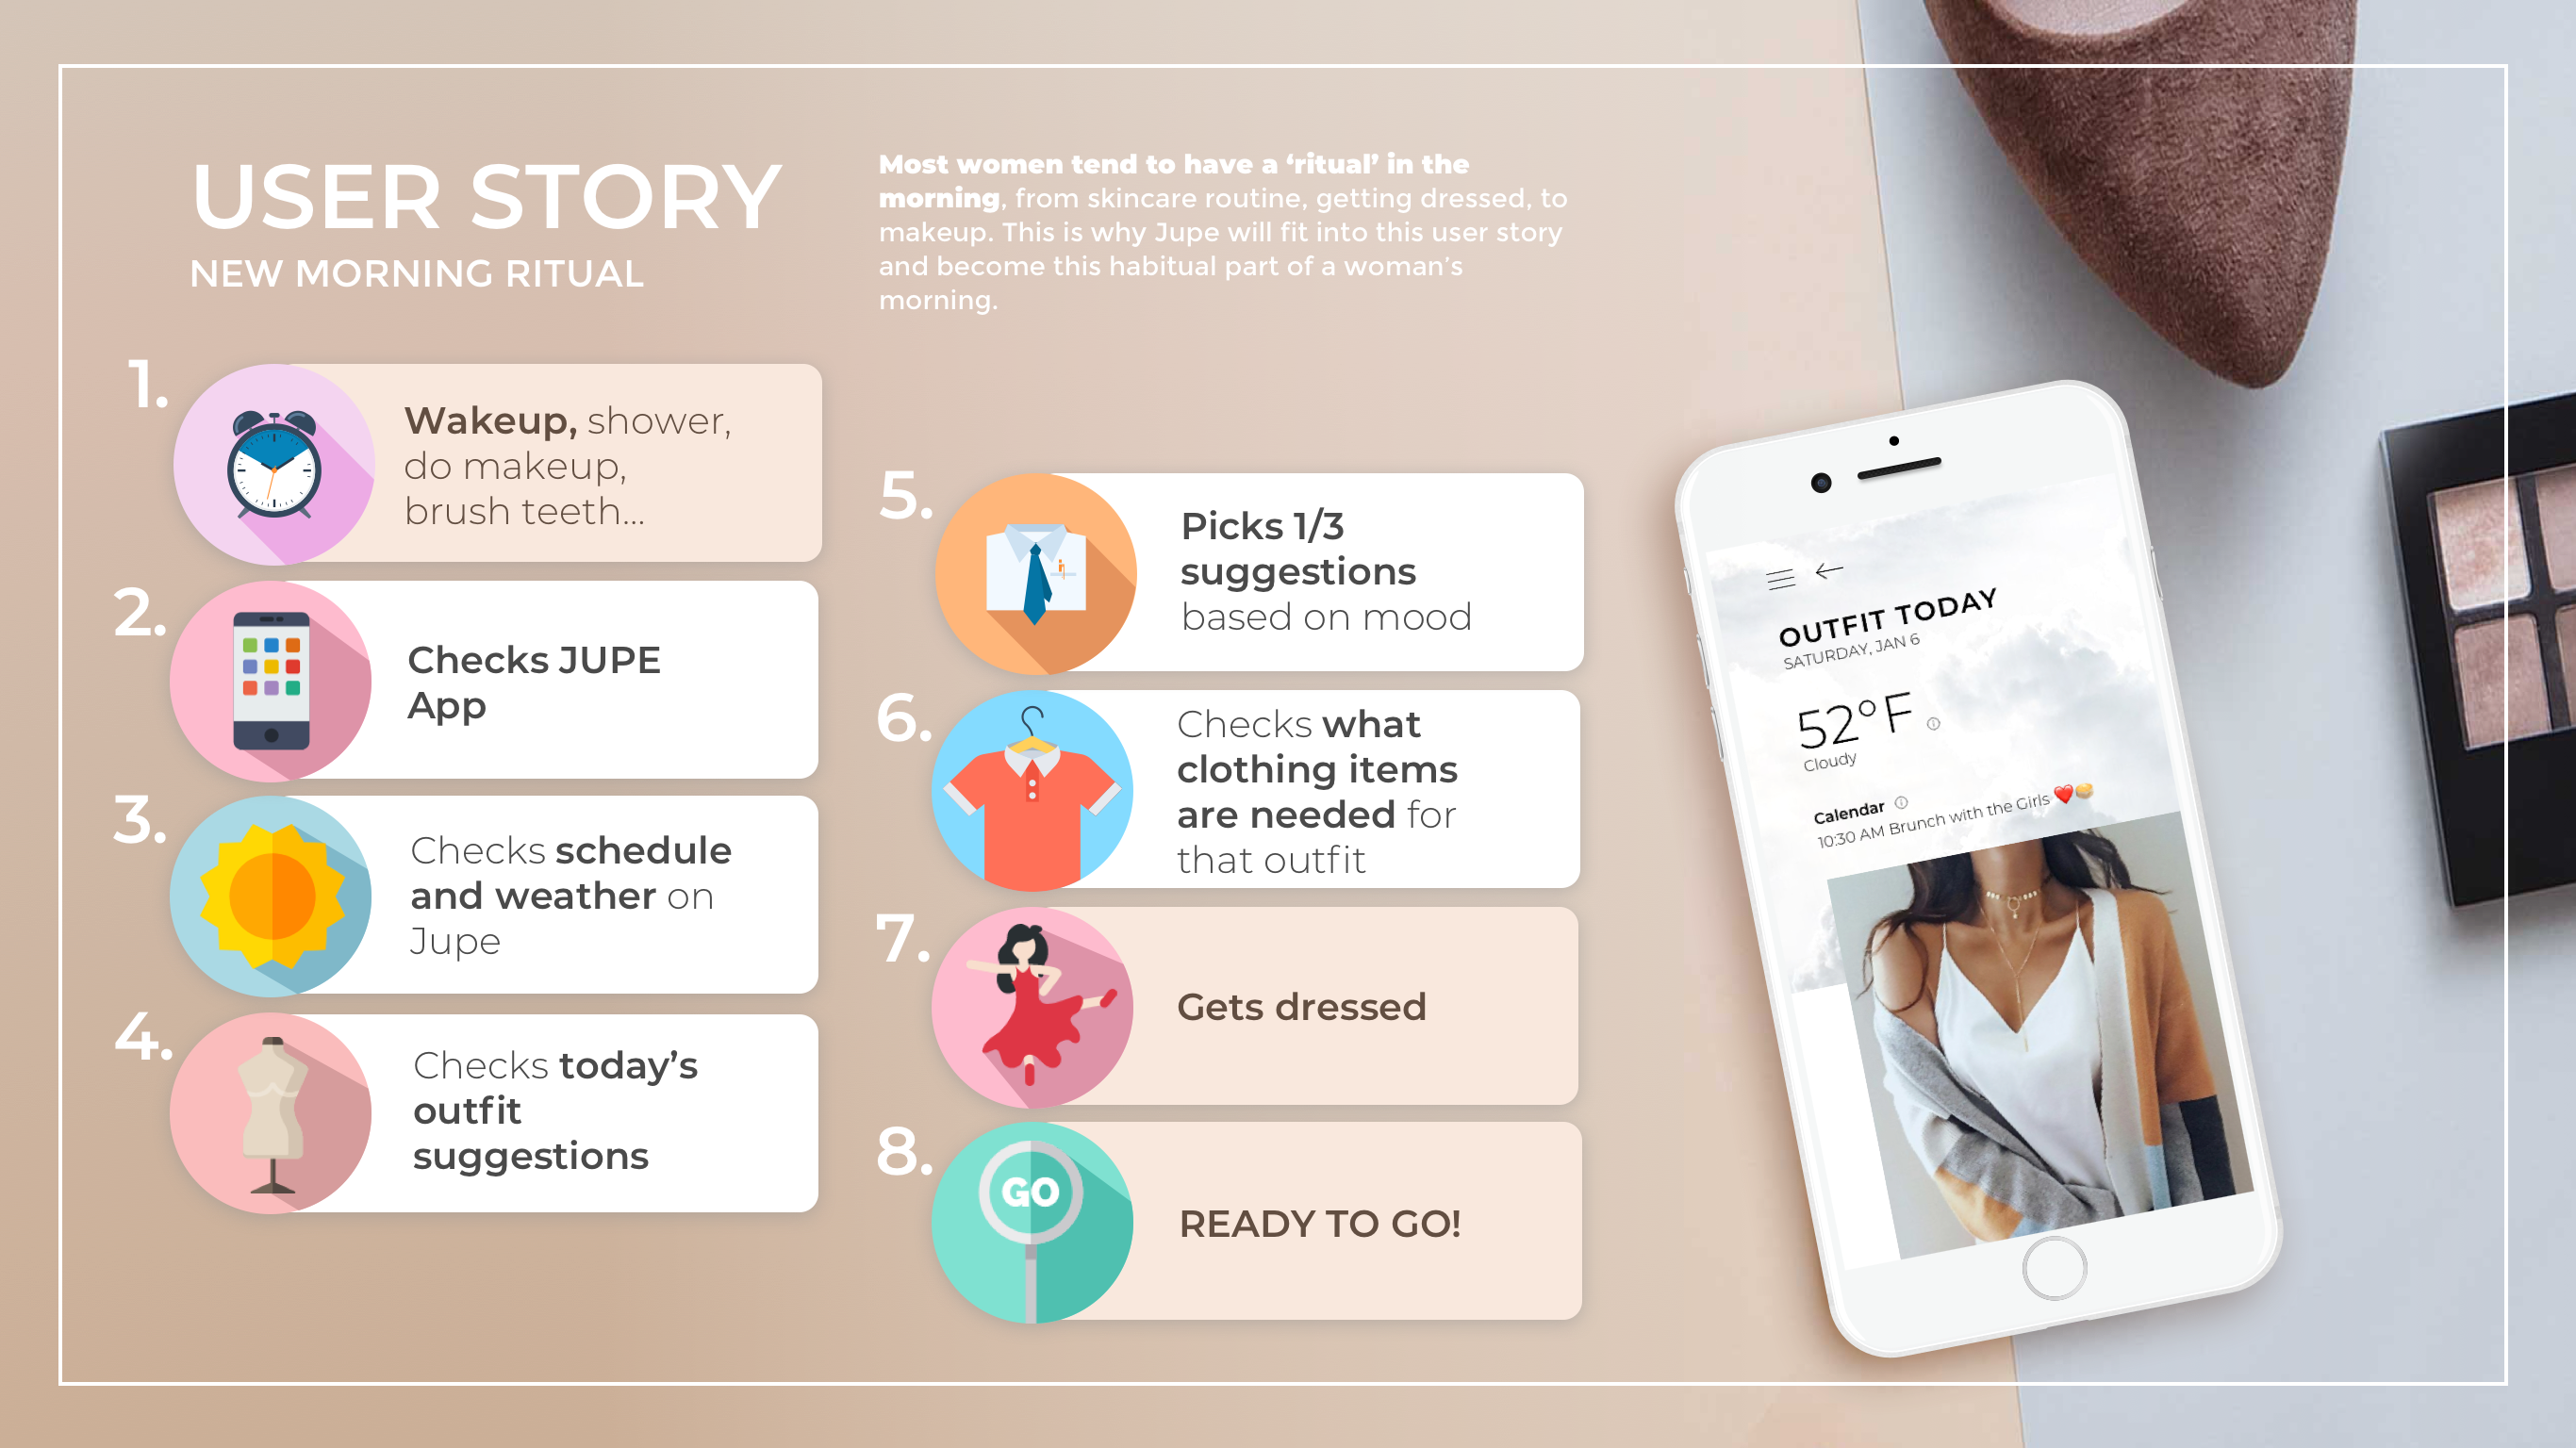 USER STORY
NEW MORNING RITUAL
Most women tend to have a ‘ritual’ in the
morning, from skincare routine, getting dressed, to
makeup. This is why Jupe will fit into this user story
and become this habitual part of a woman’s
morning.
1.
Wakeup, shower,
do makeup,
brush teeth...
2.
Checks JUPE
App
3.
Checks schedule
and weather on
Jupe
4.
Checks today’s
outfit
suggestions
5.
Picks 1/3
suggestions
based on mood
6.
Checks what
clothing items
are needed for
that outfit
7.
Gets dressed
8.
GO
READY TO GO!
OUTFIT TODAY
SATURDAY, JAN 6
52°F
Cloudy
Calendar
10:30 AM Brunch with the Girls ❤️🥪